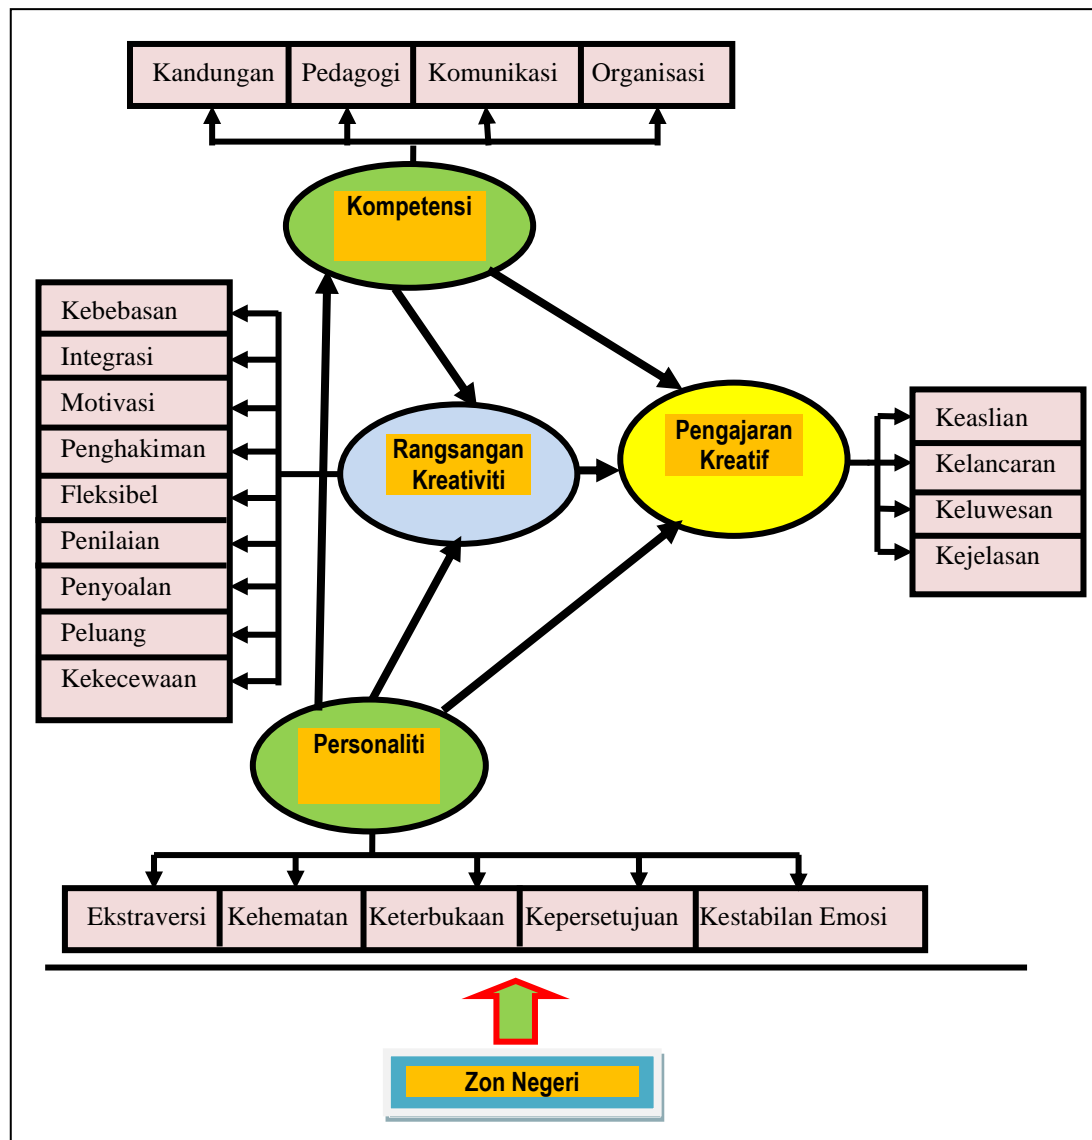 Kandungan Pedagogi Komunikasi Organisasi
Kompetensi
Kebebasan
Integrasi
Motivasi
Penghakiman
Fleksibel
Penilaian
Penyoalan
Peluang
Kekecewaan
Rangsangan
Kreativiti
Pengajaran
Kreatif
Keaslian
Kelancaran
Keluwesan
Kejelasan
Personaliti
Ekstraversi Kehematan Keterbukaan Kepersetujuan Kestabilan Emosi
Zon Negeri